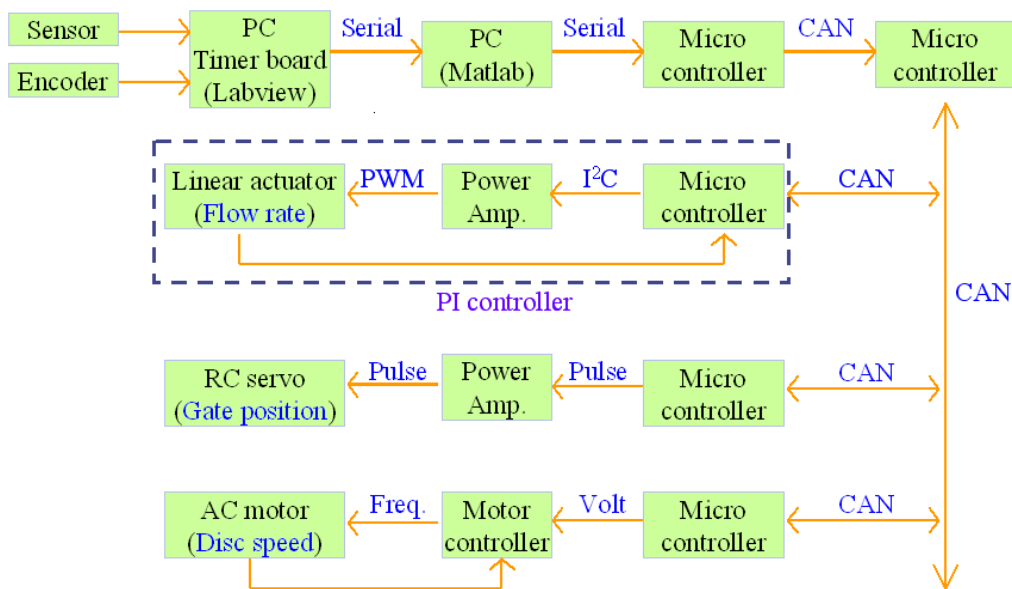 Sensor
Encoder
PC
Timer board
(Labview)
Serial
PC
(Matlab)
Serial
Micro
controller
CAN
Micro
controller
Linear actuator
(Flow rate)
PWM
Power
Amp.
I²C
Micro
controller
CAN
PI controller
CAN
RC servo
(Gate position)
Pulse
Power
Amp.
Pulse
Micro
controller
CAN
AC motor
(Disc speed)
Freq.
Motor
controller
Volt
Micro
controller
CAN